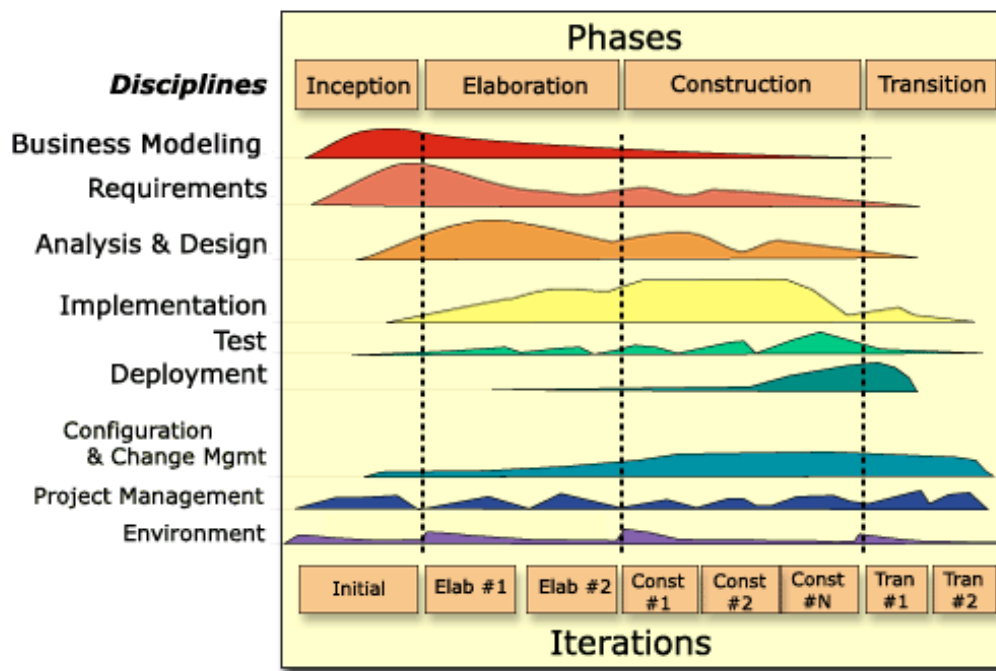 Phases
Disciplines
Inception
Elaboration
Construction
Transition
Business Modeling
Requirements
Analysis & Design
Implementation
Test
Deployment
Configuration
& Change Mgmt
Project Management
Environment
Initial
Elab #1
Elab #2
Const
#1
Const
#2
Const
#N
Tran
#1
Tran
#2
Iterations